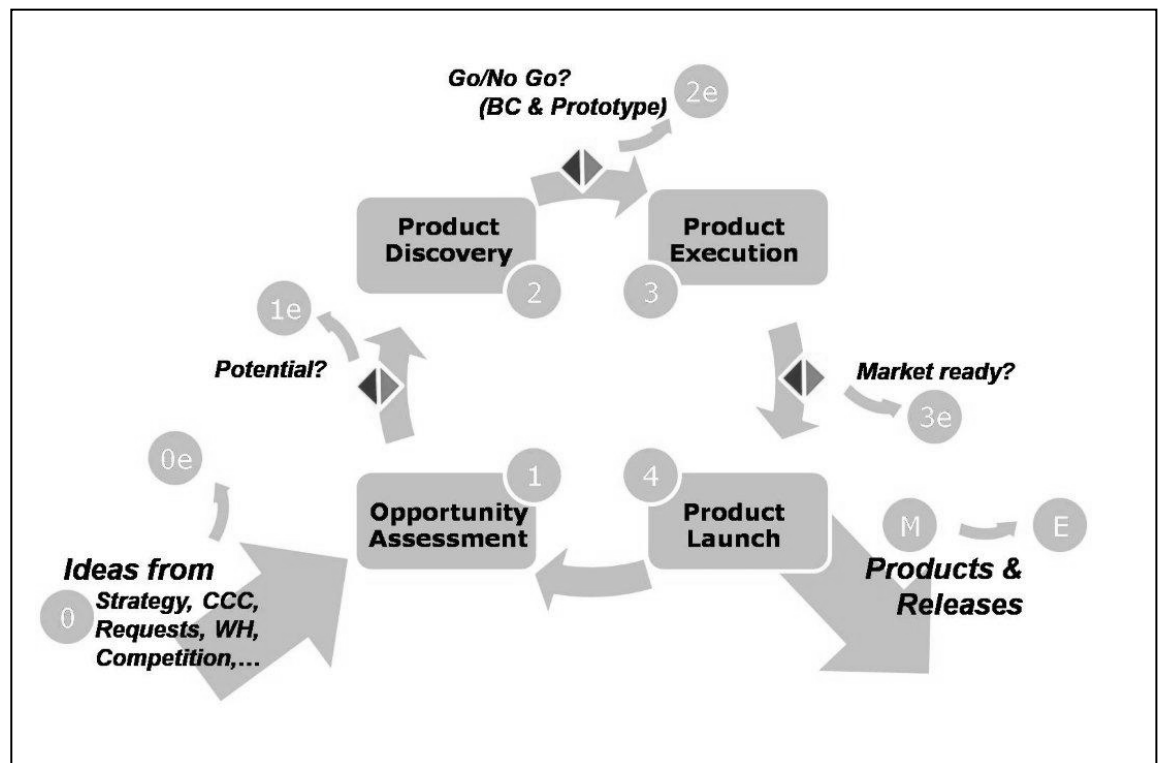 Go/No Go?
(BC & Prototype)
2e
Product
Discovery
2
Product
Execution
3
1e
Potential?
Market ready?
3e
0e
1
Opportunity
Assessment
4
Product
Launch
M
E
Ideas from
0
Strategy, CCC,
Requests, WH,
Competition,...
Products &
Releases